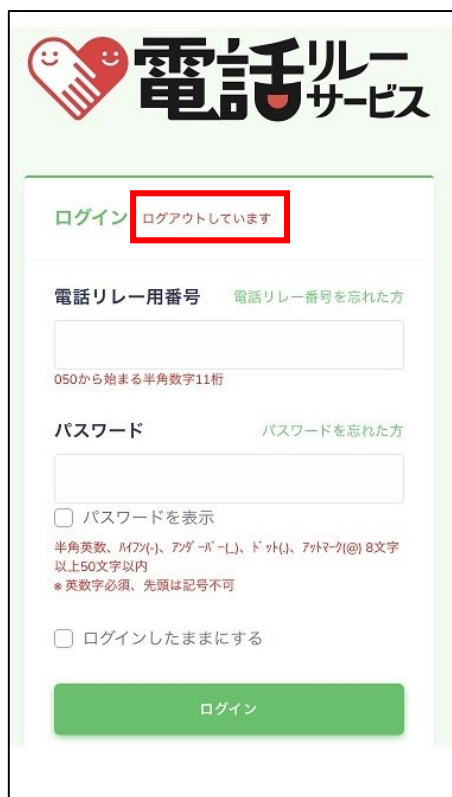 電話リレー
サービス
ログイン ログアウトしています
電話リレー用番号 電話リレー番号を忘れた方
050から始まる半角数字11桁
パスワード パスワードを忘れた方
パスワードを表示
半角英数、ﾊｲﾌﾝ(-)、ｱﾝﾀﾞｰﾊﾞｰ(_)、ﾄﾞｯﾄ(.)、ｱｯﾄﾏｰｸ(@) 8文字
以上50文字以内
※ 英数字必須、先頭は記号不可
ログインしたままにする
ログイン